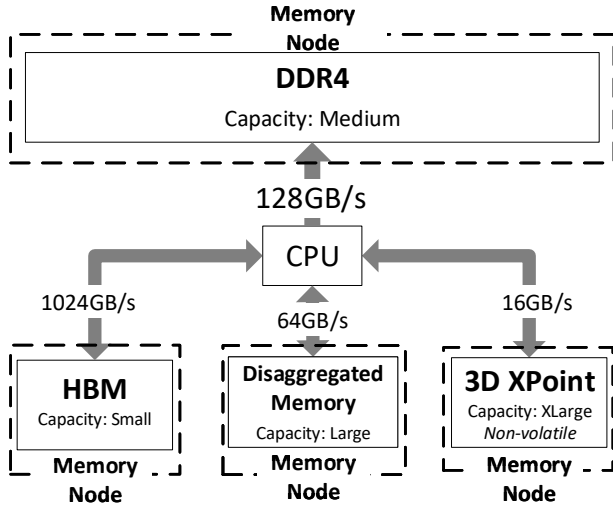 Memory
Node
DDR4
Capacity: Medium
128GB/s
CPU
1024GB/s
64GB/s
16GB/s
HBM
Capacity: Small
Memory
Node
Disaggregated
Memory
Capacity: Large
Memory
Node
3D XPoint
Capacity: XLarge
Non-volatile
Memory
Node